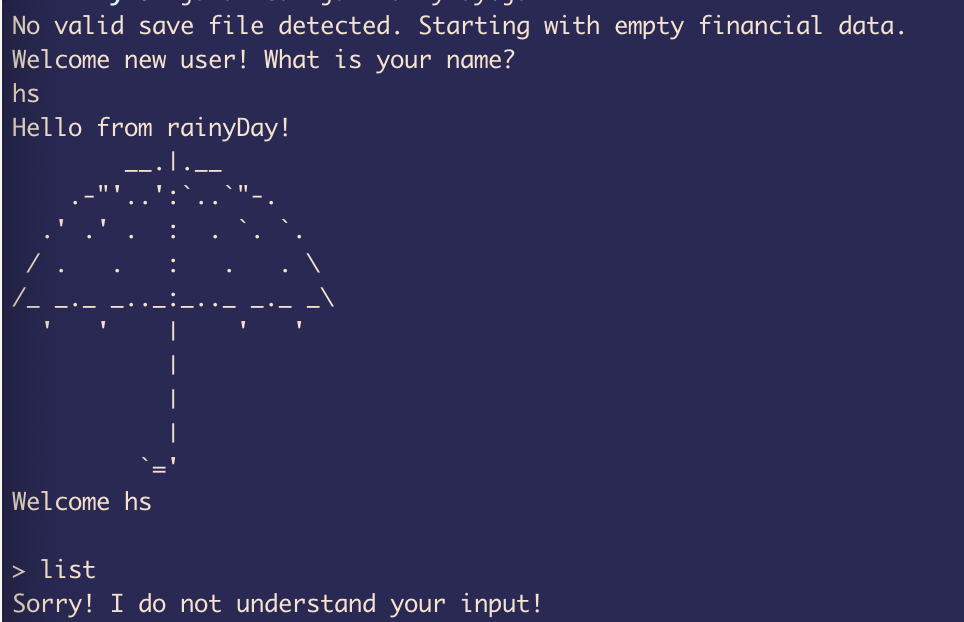 No valid save file detected. Starting with empty financial data.
Welcome new user! What is your name?
hs
Hello from rainyDay!
        __.|.__
    .-"'..':`..`"-.
  .' .' .  :  . `. `.
 / .   .   :   .   . \
/_ _._ _.._:_.._ _._ _\
  '   '    |    '   '
           |
           |
           |
         `='
Welcome hs
> list
Sorry! I do not understand your input!